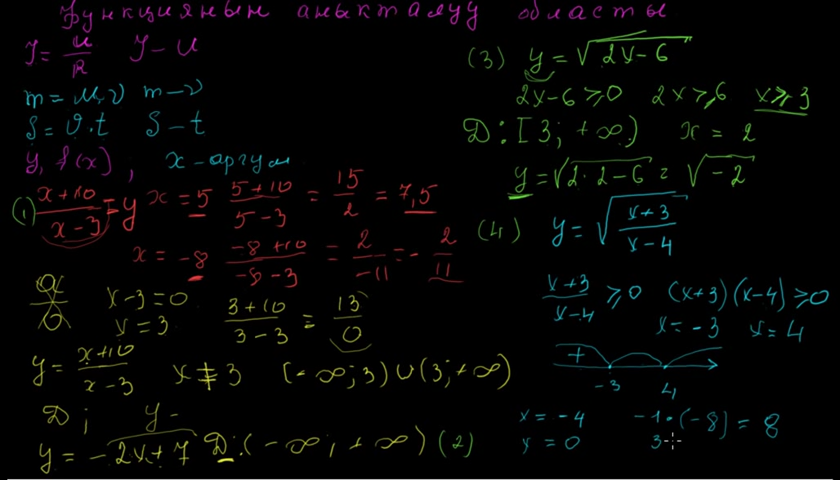 Функциянын аныкталуу областы
I = U/R   I – U
m = M·ν   m – ν
S = υ·t   S – t
y, f(x),   x – аргум
(1) (x+10)/(x-3) = y   x = 5   (5+10)/(5-3) = 15/2 = 7,5
x = -8   (-8+10)/(-8-3) = 2/-11 = - 2/11
x-3=0
x=3   (3+10)/(3-3) = 13/0
y = (x+10)/(x-3)   x ≠ 3   (-∞; 3) ∪ (3; +∞)
D;   y -
y = -2x+7   D: (-∞, +∞) (2)
(3) y = √(2x-6)
2x-6 ≥ 0   2x ≥ 6   x ≥ 3
D: [3; +∞)   x = 2
y = √(2·2-6) = √(-2)
(4) y = √((x+3)/(x-4))
(x+3)/(x-4) ≥ 0   (x+3)(x-4) ≥ 0
x = -3   x = 4
+
-3   4
x = -4   -1·(-8) = 8
x = 0   3